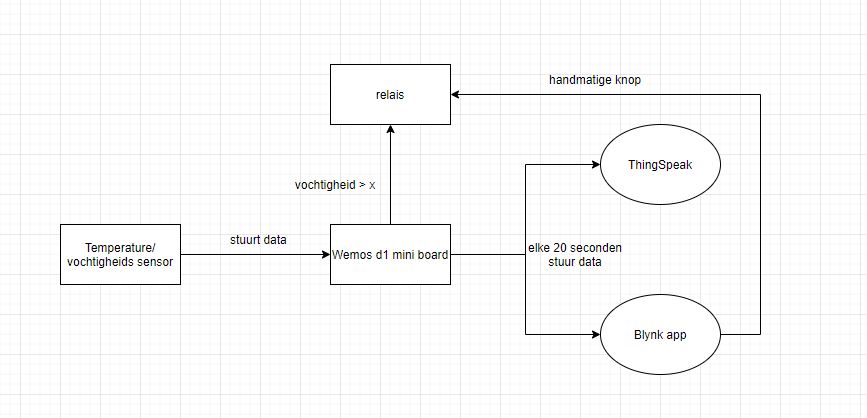 handmatige knop
relais
ThingSpeak
vochtigheid > x
stuurt data
Temperature/
vochtigheids sensor
Wemos d1 mini board
elke 20 seconden
stuur data
Blynk app